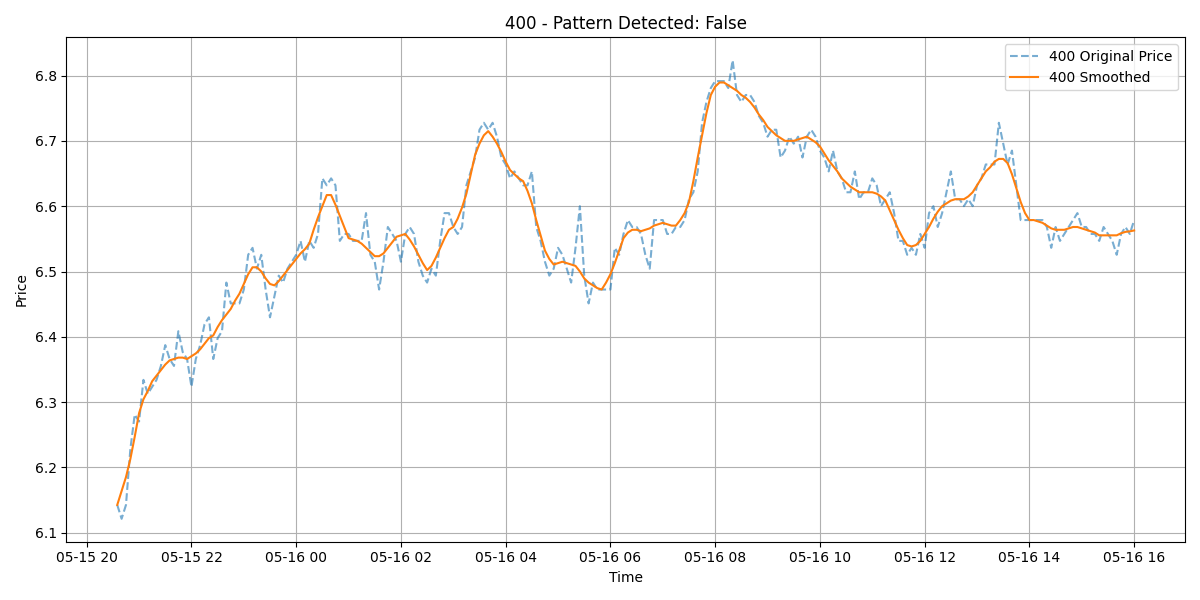 400 - Pattern Detected: False
400 Original Price
400 Smoothed
Price
6.8
6.7
6.6
6.5
6.4
6.3
6.2
6.1
05-15 20 05-15 22 05-16 00 05-16 02 05-16 04 05-16 06 05-16 08 05-16 10 05-16 12 05-16 14 05-16 16
Time